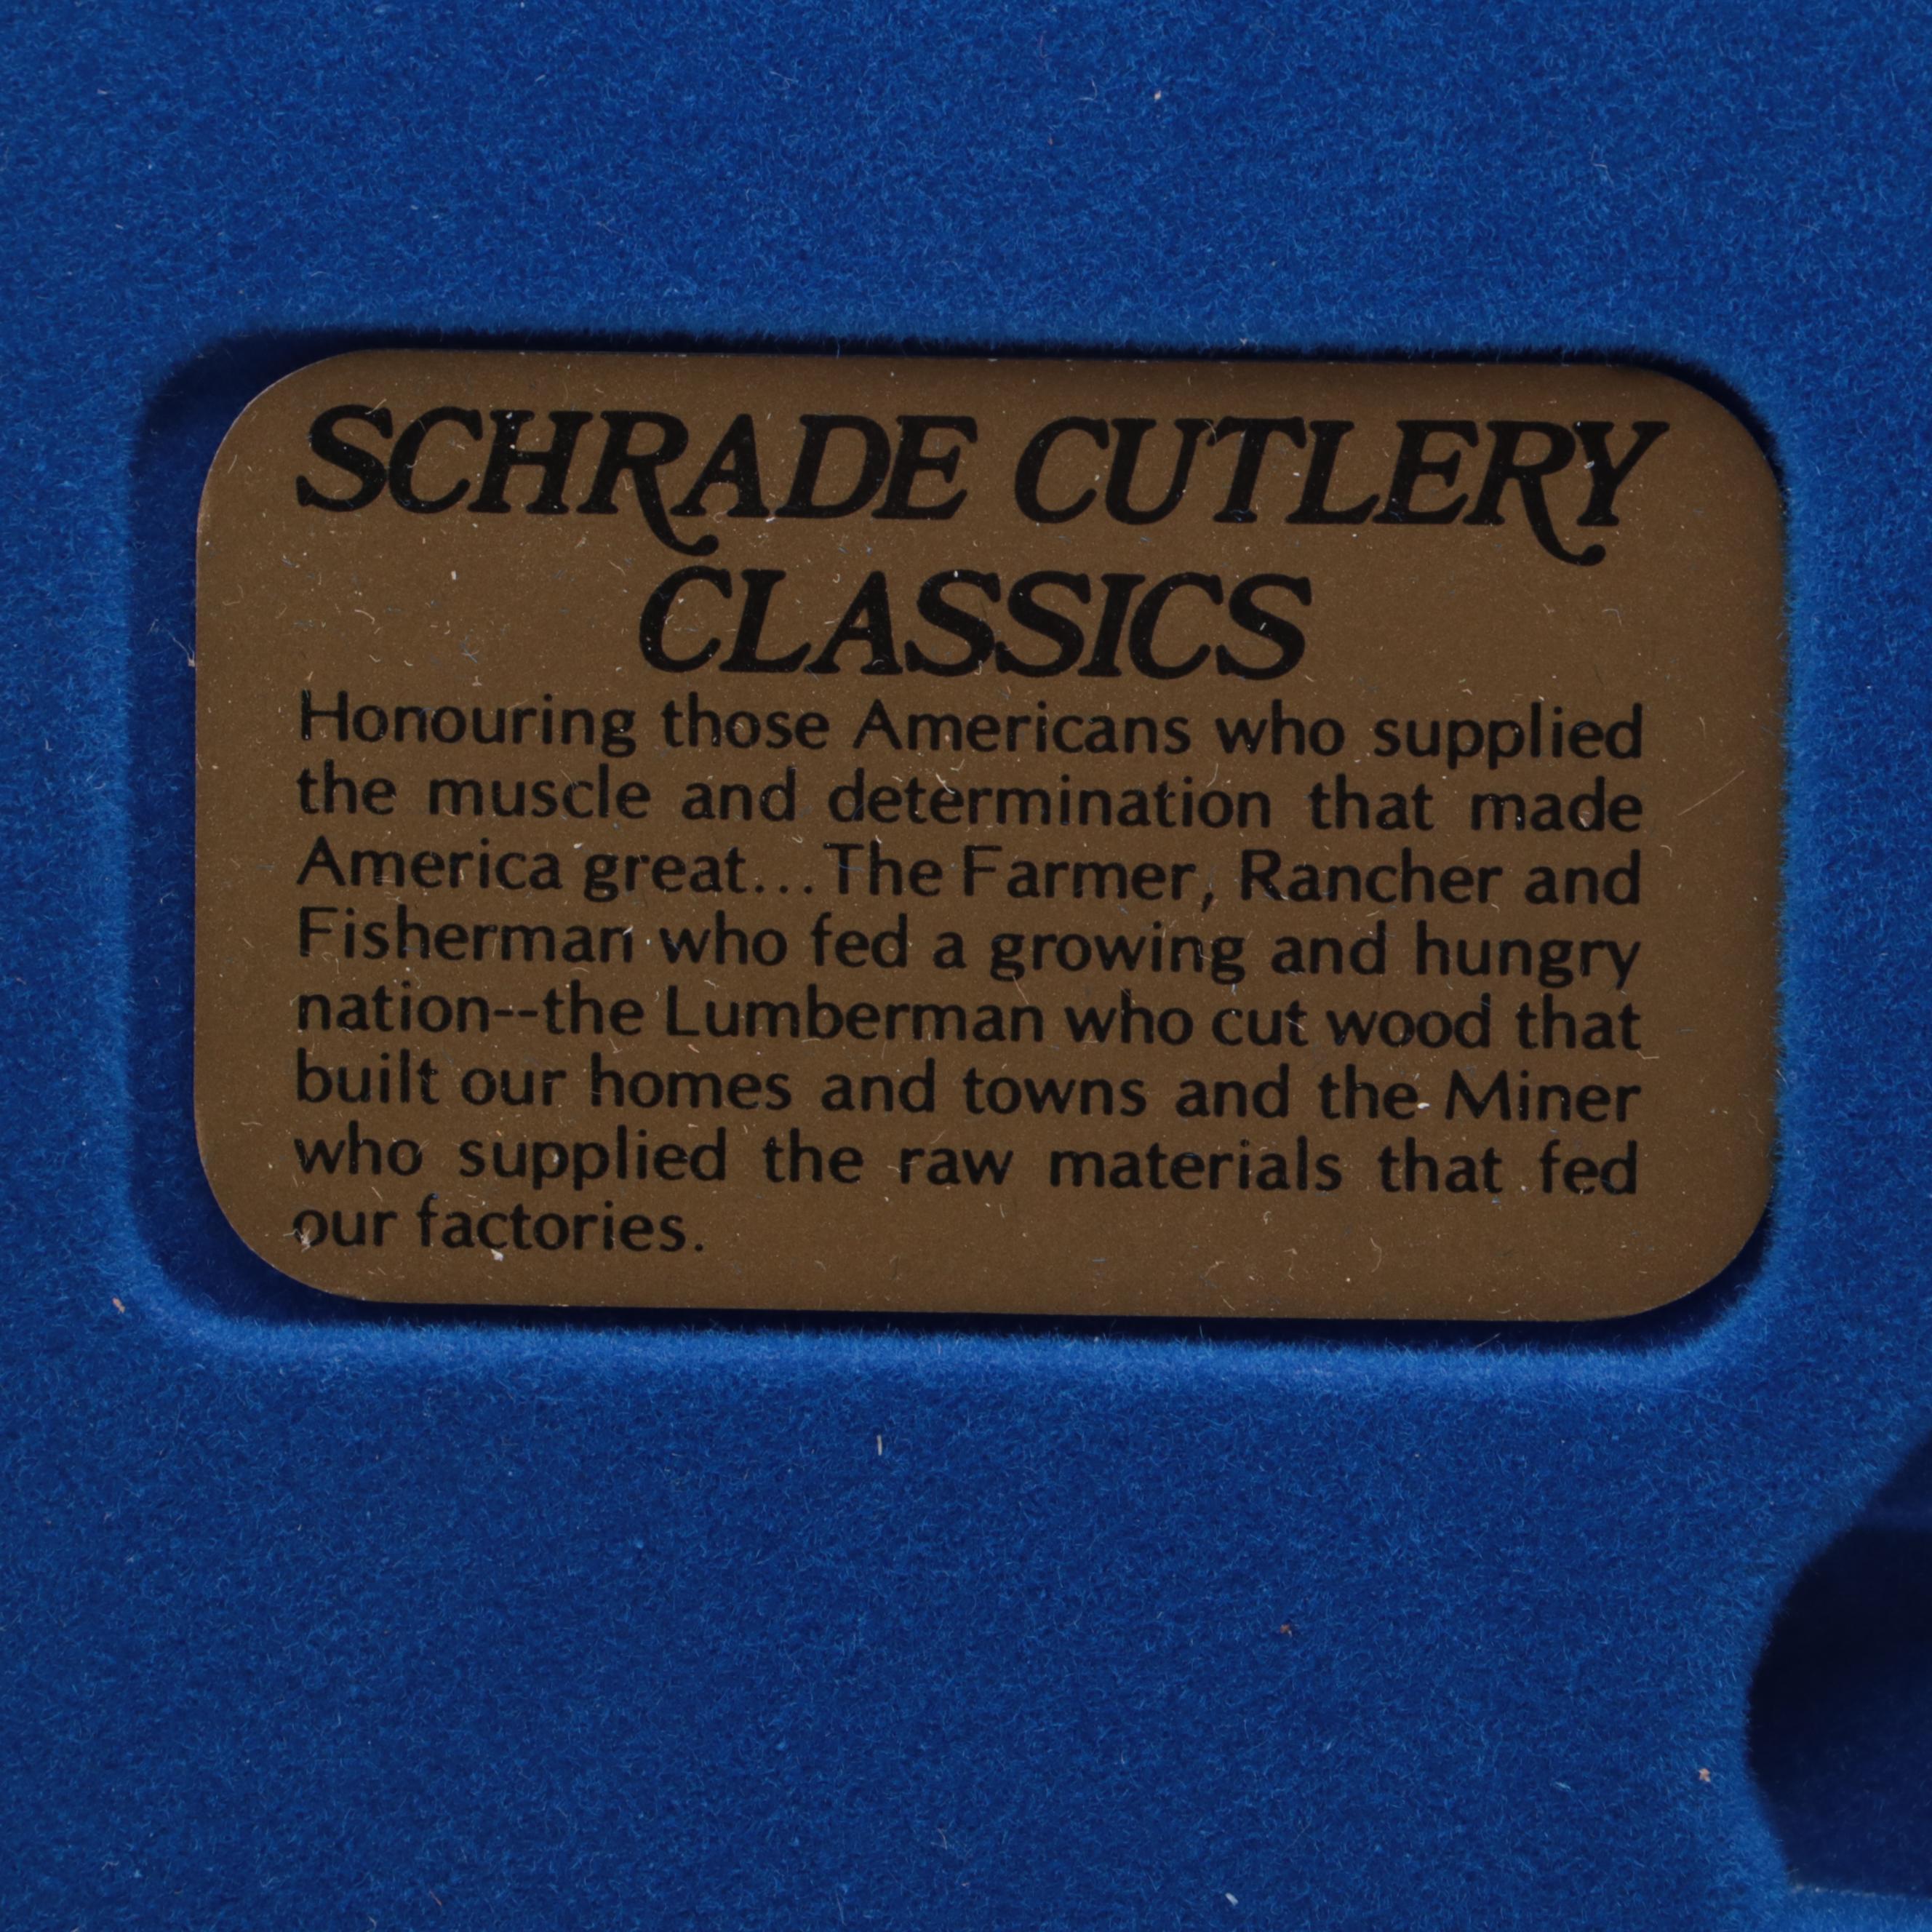 SCHRADE CUTLERY
CLASSICS
Honouring those Americans who supplied
the muscle and determination that made
America great...The Farmer, Rancher and
Fisherman who fed a growing and hungry
nation--the Lumberman who cut wood that
built our homes and towns and the Miner
who supplied the raw materials that fed
our factories.